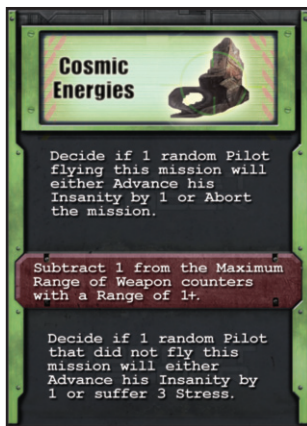 Cosmic
Energies
Decide if 1 random Pilot
flying this mission will
either Advance his
Insanity by 1 or Abort
the mission.
Subtract 1 from the Maximum
Range of Weapon counters
with a Range of 1+.
Decide if 1 random Pilot
that did not fly this
mission will either
Advance his Insanity by
1 or suffer 3 Stress.